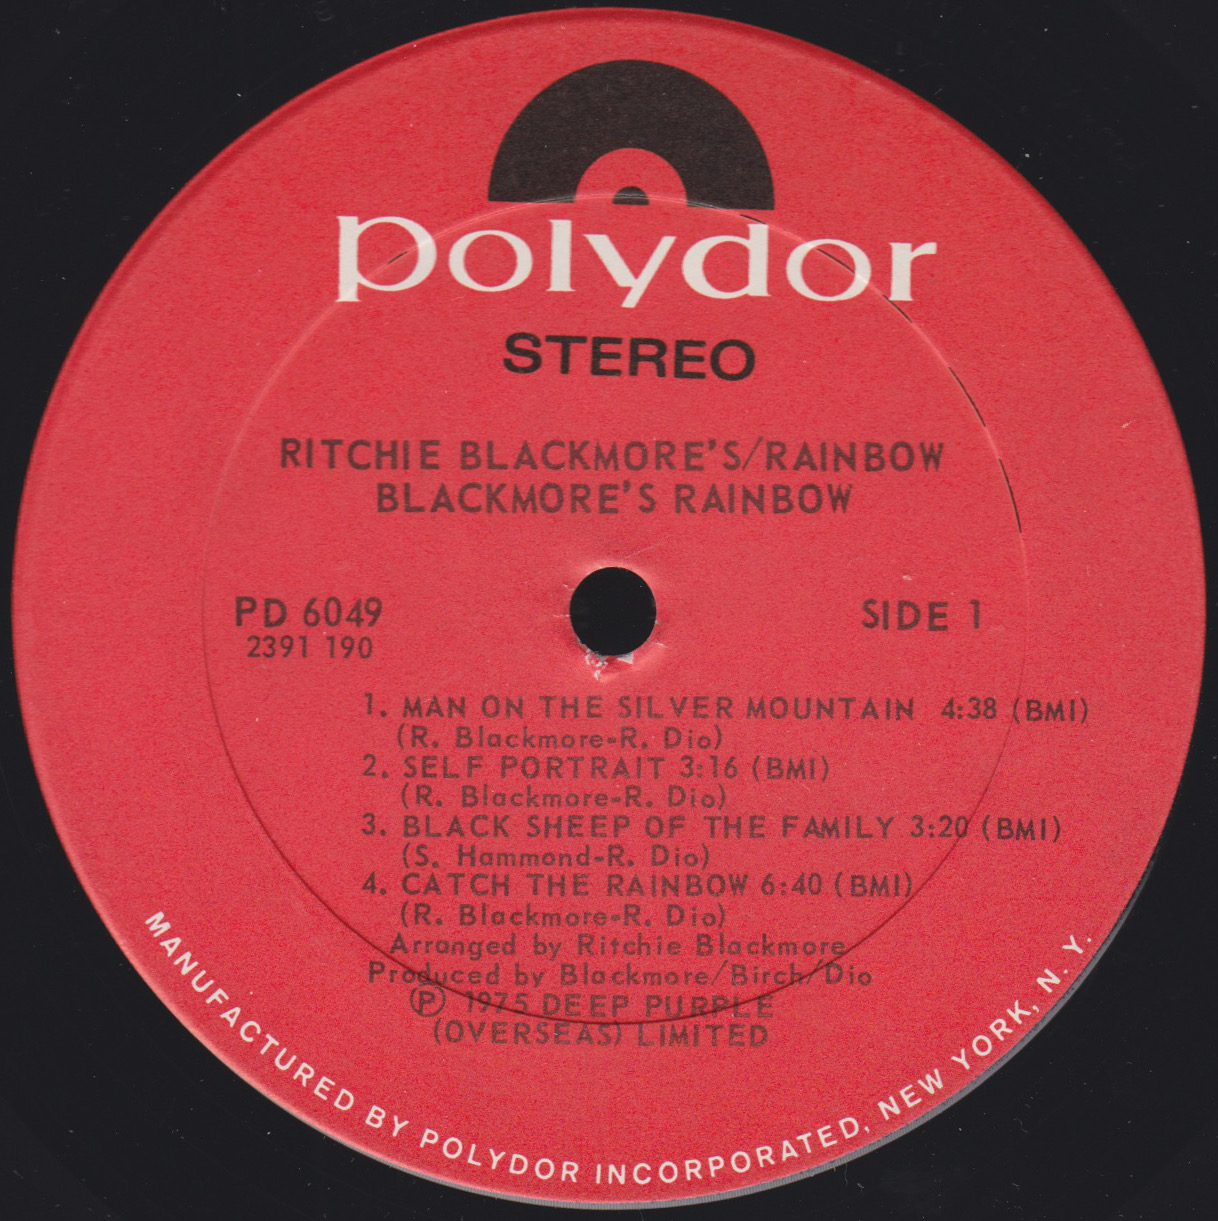 polydor
STEREO
RITCHIE BLACKMORE'S/RAINBOW
BLACKMORE'S RAINBOW
PD 6049
2391 190
SIDE 1
1. MAN ON THE SILVER MOUNTAIN 4:38 (BMI)
(R. Blackmore-R. Dio)
2. SELF PORTRAIT 3:16 (BMI)
(R. Blackmore-R. Dio)
3. BLACK SHEEP OF THE FAMILY 3:20 (BMI)
(S. Hammond-R. Dio)
4. CATCH THE RAINBOW 6:40 (BMI)
(R. Blackmore-R. Dio)
Arranged by Ritchie Blackmore
Produced by Blackmore/Birch/Dio
Ⓟ 1975 DEEP PURPLE
(OVERSEAS) LIMITED
MANUFACTURED BY POLYDOR INCORPORATED, NEW YORK, N. Y.